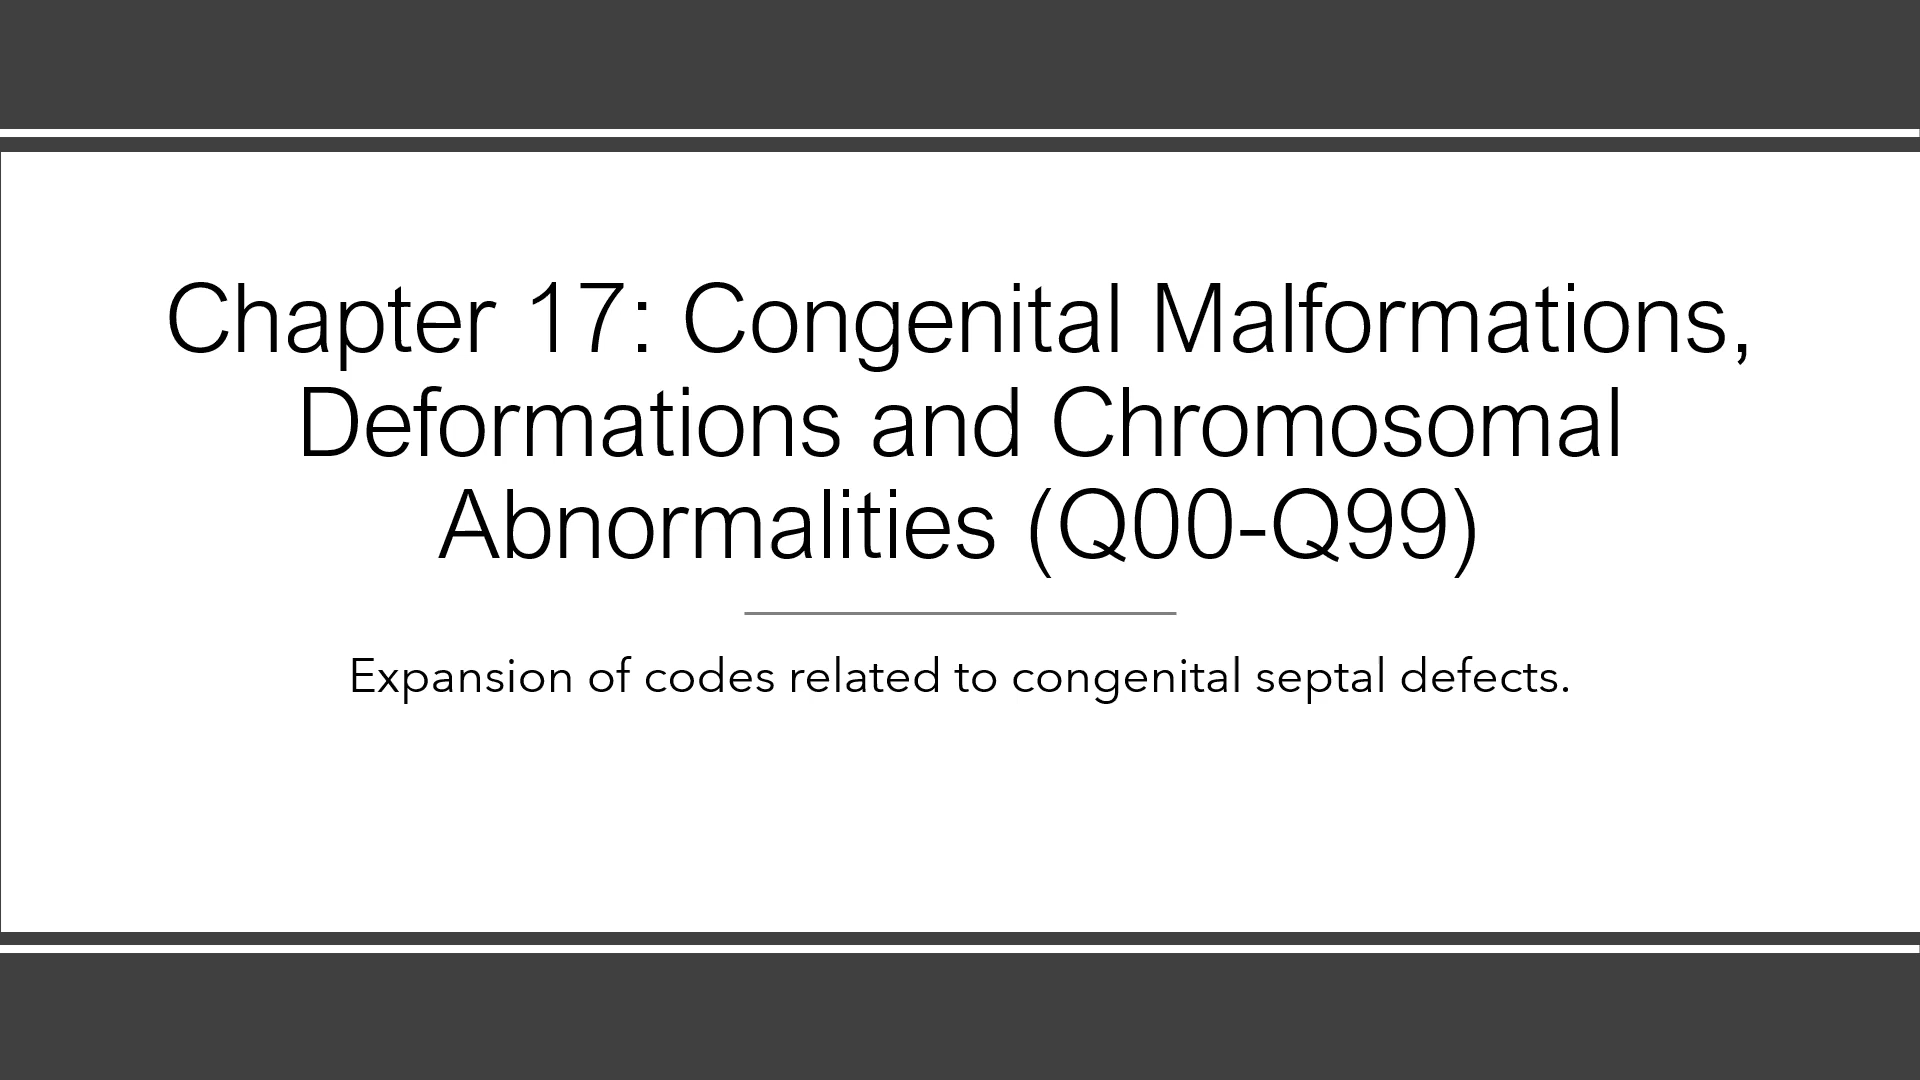 Chapter 17: Congenital Malformations,
Deformations and Chromosomal
Abnormalities (Q00-Q99)
Expansion of codes related to congenital septal defects.